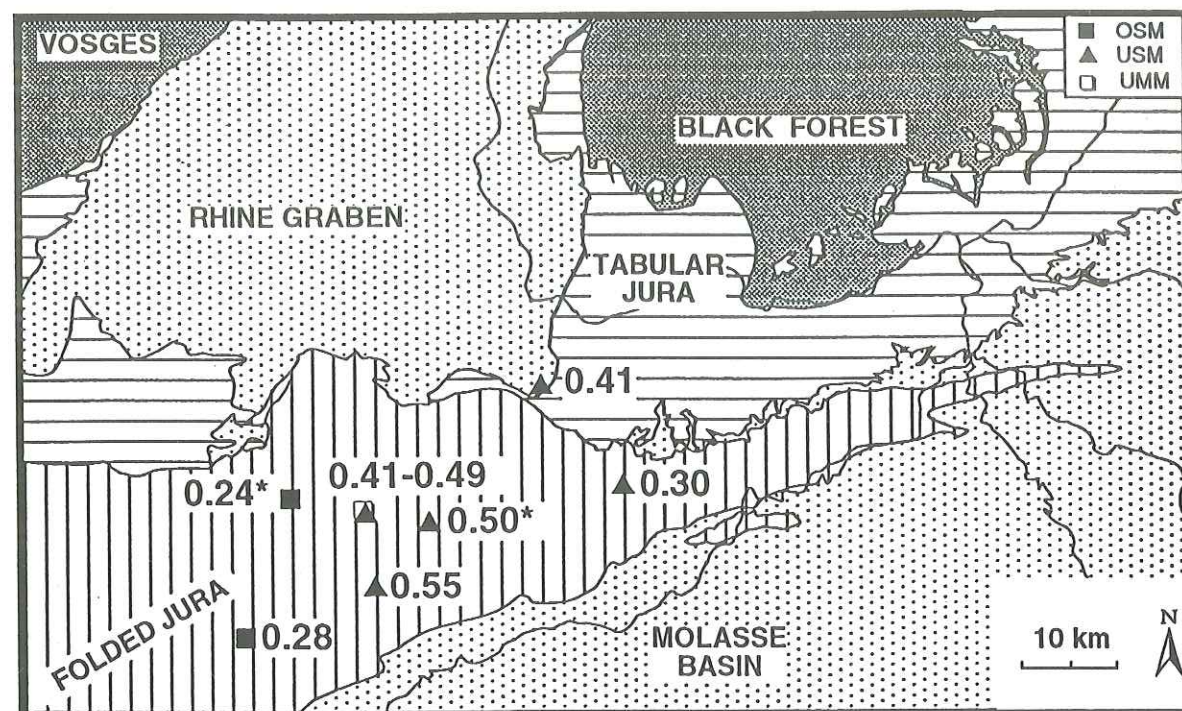 VOSGES
OSM
USM
UMM
BLACK FOREST
RHINE GRABEN
TABULAR
JURA
0.41
0.24*
0.41-0.49
0.50*
0.30
0.55
0.28
FOLDED JURA
MOLASSE
BASIN
10 km
N